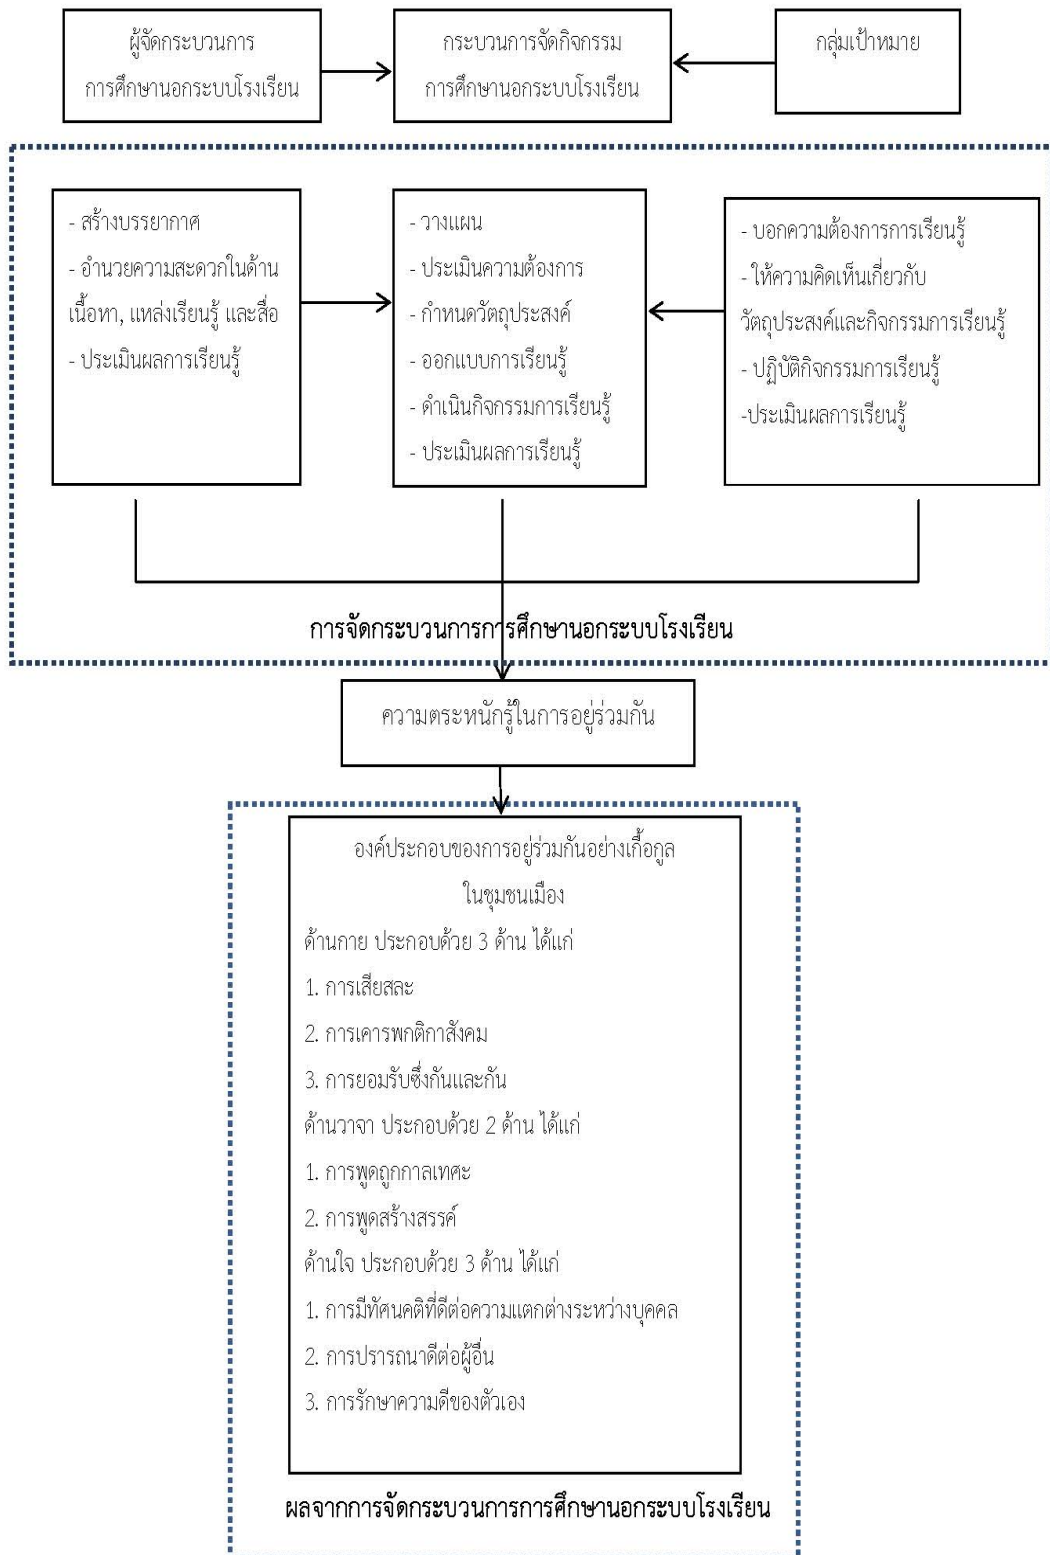 ผู้จัดกระบวนการ
การศึกษานอกระบบโรงเรียน
กระบวนการจัดกิจกรรม
การศึกษานอกระบบโรงเรียน
กลุ่มเป้าหมาย
- สร้างบรรยากาศ
- อำนวยความสะดวกในด้าน
เนื้อหา, แหล่งเรียนรู้ และสื่อ
- ประเมินผลการเรียนรู้
- วางแผน
- ประเมินความต้องการ
- กำหนดวัตถุประสงค์
- ออกแบบการเรียนรู้
- ดำเนินกิจกรรมการเรียนรู้
- ประเมินผลการเรียนรู้
- บอกความต้องการการเรียนรู้
- ให้ความคิดเห็นเกี่ยวกับ
วัตถุประสงค์และกิจกรรมการเรียนรู้
- ปฏิบัติกิจกรรมการเรียนรู้
-ประเมินผลการเรียนรู้
การจัดกระบวนการการศึกษานอกระบบโรงเรียน
ความตระหนักรู้ในการอยู่ร่วมกัน
องค์ประกอบของการอยู่ร่วมกันอย่างเกื้อกูล
ในชุมชนเมือง
ด้านกาย ประกอบด้วย 3 ด้าน ได้แก่
1. การเสียสละ
2. การเคารพกติกาสังคม
3. การยอมรับซึ่งกันและกัน
ด้านวาจา ประกอบด้วย 2 ด้าน ได้แก่
1. การพูดถูกกาลเทศะ
2. การพูดสร้างสรรค์
ด้านใจ ประกอบด้วย 3 ด้าน ได้แก่
1. การมีทัศนคติที่ดีต่อความแตกต่างระหว่างบุคคล
2. การปรารถนาดีต่อผู้อื่น
3. การรักษาความดีของตัวเอง
ผลจากการจัดกระบวนการการศึกษานอกระบบโรงเรียน